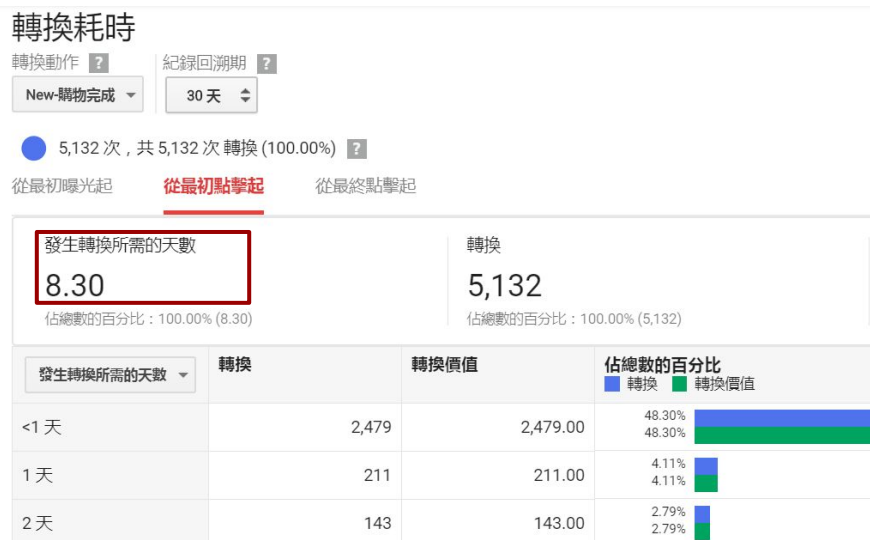 轉換耗時
轉換動作 ? 紀錄回溯期 ?
New-購物完成 30 天
5,132 次，共 5,132 次 轉換 (100.00%) ?
從最初曝光起 從最初點擊起 從最終點擊起
發生轉換所需的天數 轉換
8.30 5,132
佔總數的百分比：100.00% (8.30) 佔總數的百分比：100.00% (5,132)
發生轉換所需的天數 轉換 轉換價值 佔總數的百分比
轉換 轉換價值
<1 天 2,479 2,479.00 48.30%
48.30%
1 天 211 211.00 4.11%
4.11%
2 天 143 143.00 2.79%
2.79%